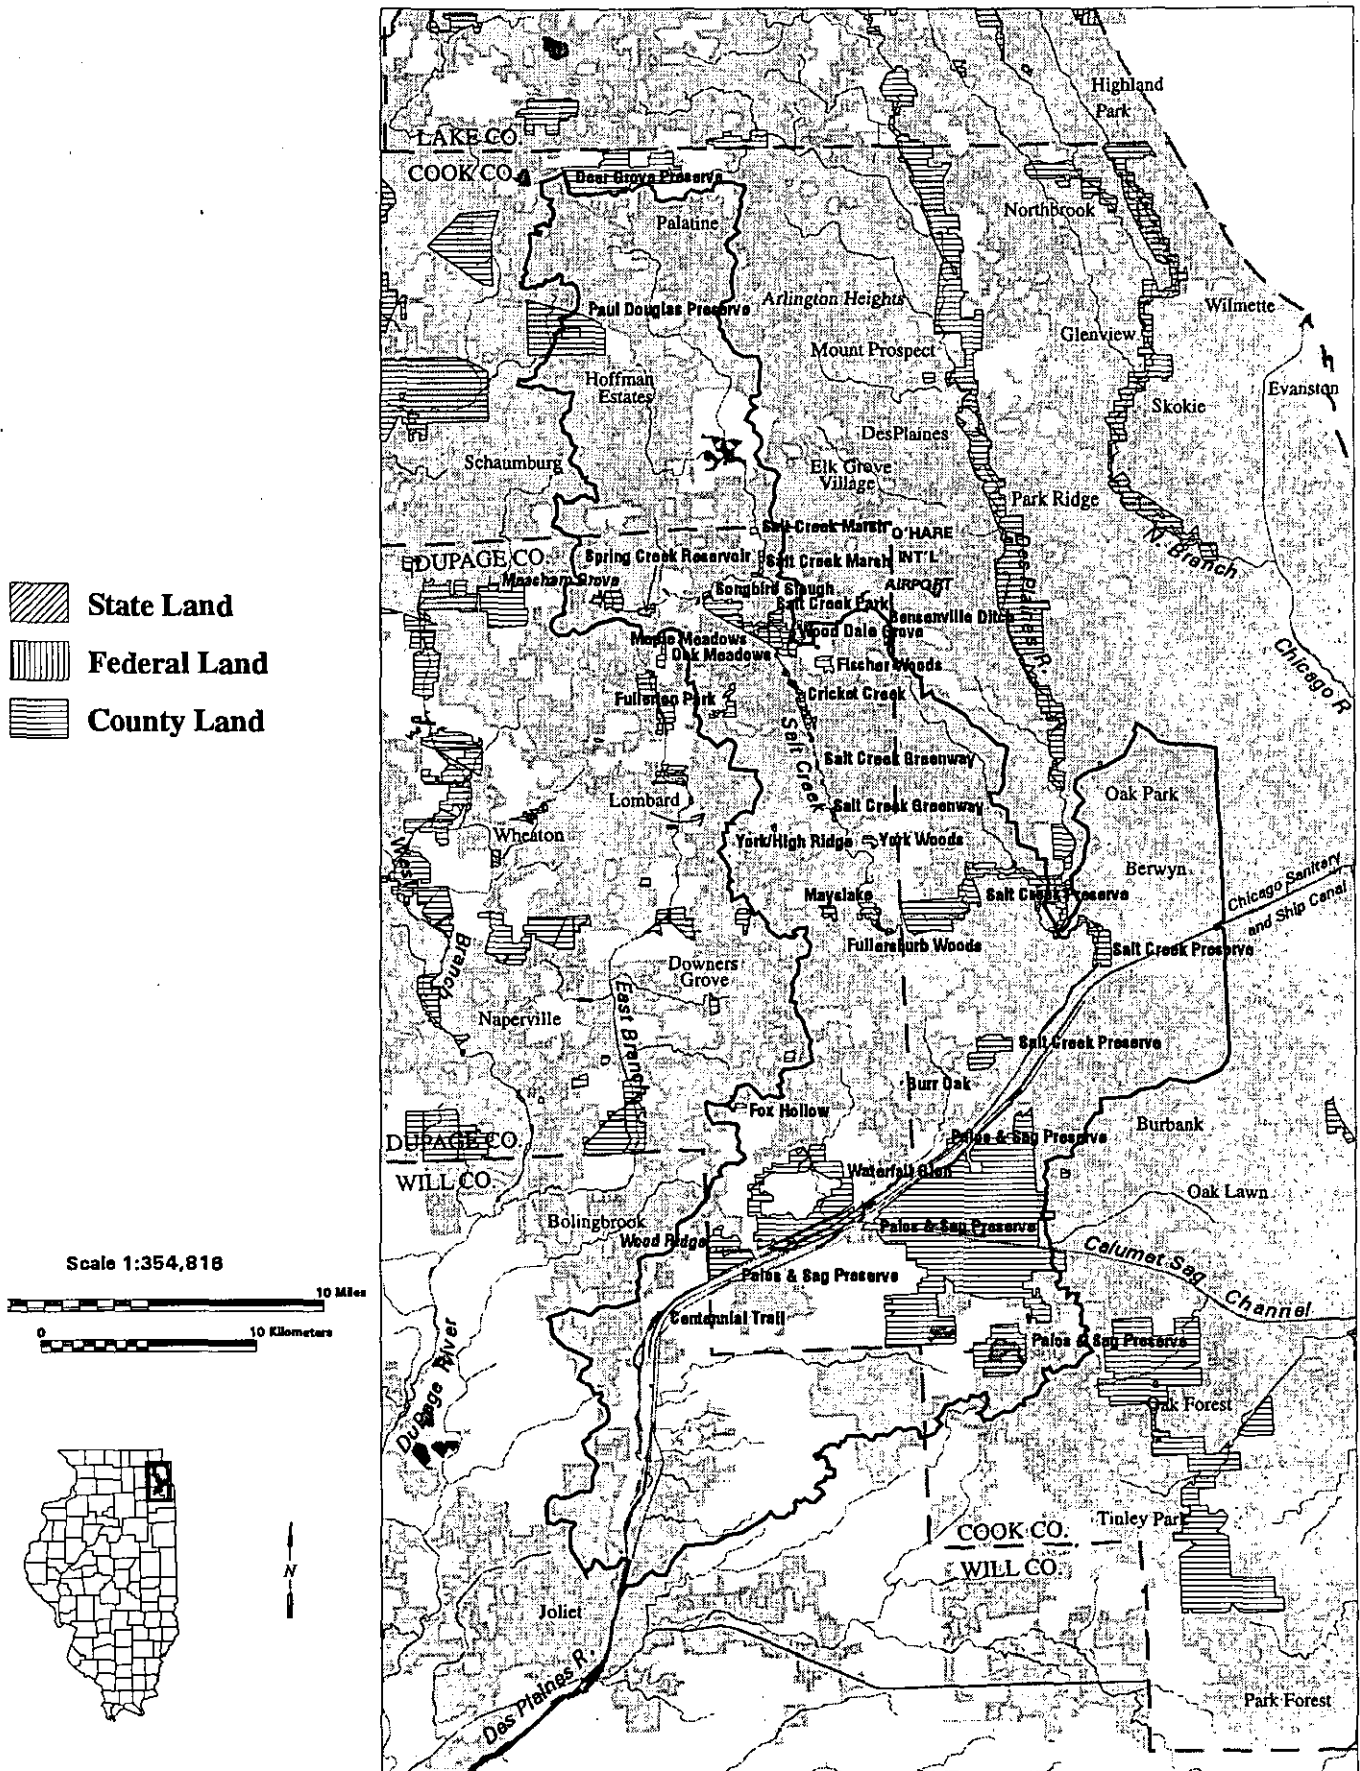 Highland
Park
LAKE CO.
COOK CO.
Deer Grove Preserve
Palatine
Northbrook
Paul Douglas Preserve
Arlington Heights
Wilmette
Glenview
Mount Prospect
Hoffman
Estates
Evanston
Skokie
DesPlaines
Schaumburg
Elk Grove
Village
Park Ridge
Salt Creek Marsh
O'HARE
INT'L
AIRPORT
N. Branch
DUPAGE CO.
Spring Creek Reservoir
Salt Creek Marsh
Meacham Grove
Songbird Slough
Salt Creek Park
Bensenville Ditch
Des Plaines R.
State Land
Federal Land
County Land
Maple Meadows
Wood Dale Grove
Oak Meadows
Fischer Woods
Chicago R
Fullerton Park
Cricket Creek
Salt Creek
Salt Creek Greenway
Lombard
Salt Creek Greenway
Oak Park
Wheaton
York/High Ridge
York Woods
West
Branch
Berwyn
Mayslake
Salt Creek Preserve
Chicago Sanitary
and Ship Canal
Fullersburb Woods
Salt Creek Preserve
Downers
Grove
East Branch
Naperville
Salt Creek Preserve
Burr Oak
Fox Hollow
Burbank
DUPAGE CO.
WILL CO.
Palos & Sag Preserve
Waterfall Glen
Oak Lawn
Bolingbrook
Wood Ridge
Palos & Sag Preserve
Calumet Sag
Channel
Palos & Sag Preserve
Centennial Trail
Palos & Sag Preserve
Scale 1:354,816
10 Miles
0
10 Kilometers
DuPage River
Oak Forest
Tinley Park
COOK CO.
WILL CO.
N
Joliet
Des Plaines R.
Park Forest